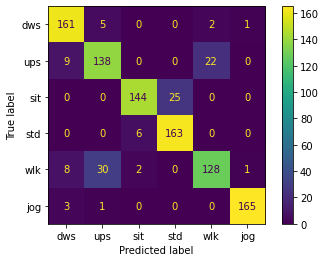 dws 161 5 0 0 2 1
ups 9 138 0 0 22 0
sit 0 0 144 25 0 0
std 0 0 6 163 0 0
wlk 8 30 2 0 128 1
jog 3 1 0 0 0 165
dws ups sit std wlk jog
Predicted label
True label
160
140
120
100
80
60
40
20
0